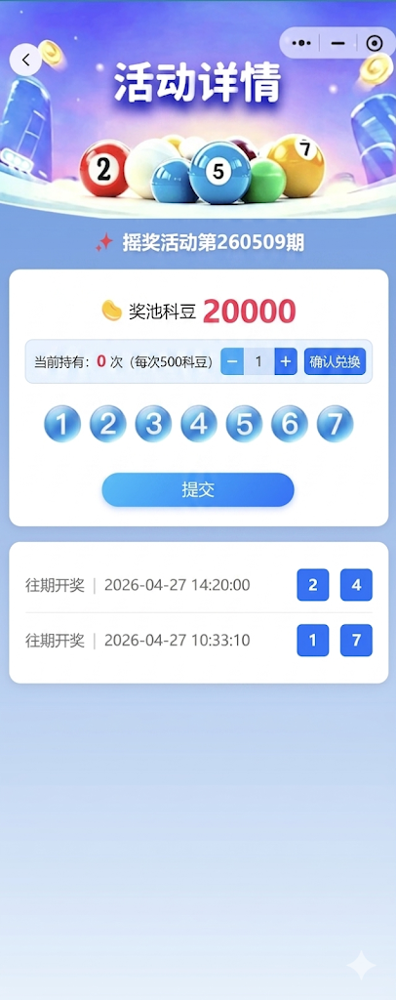 活动详情
2
5
7
摇奖活动第260509期
奖池科豆 20000
当前持有：0 次（每次500科豆） − 1 + 确认兑换
1 2 3 4 5 6 7
提交
往期开奖 | 2026-04-27 14:20:00 2 4
往期开奖 | 2026-04-27 10:33:10 1 7